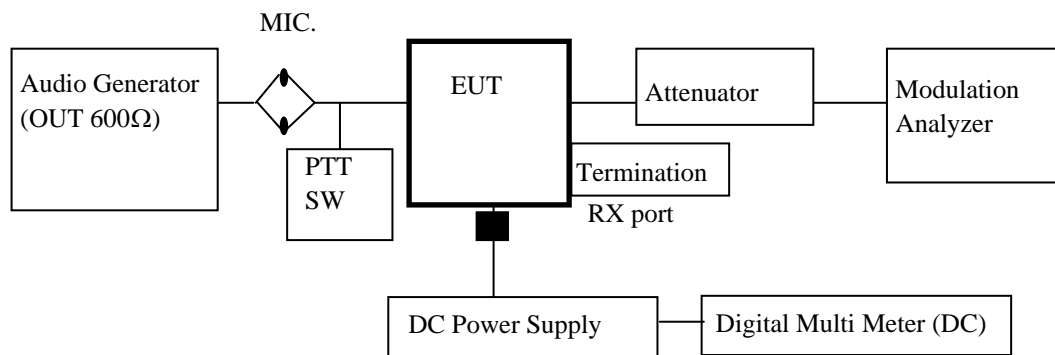 MIC.
Audio Generator
(OUT 600Ω)
EUT
Attenuator
Modulation
Analyzer
PTT
SW
Termination
RX port
DC Power Supply
Digital Multi Meter (DC)